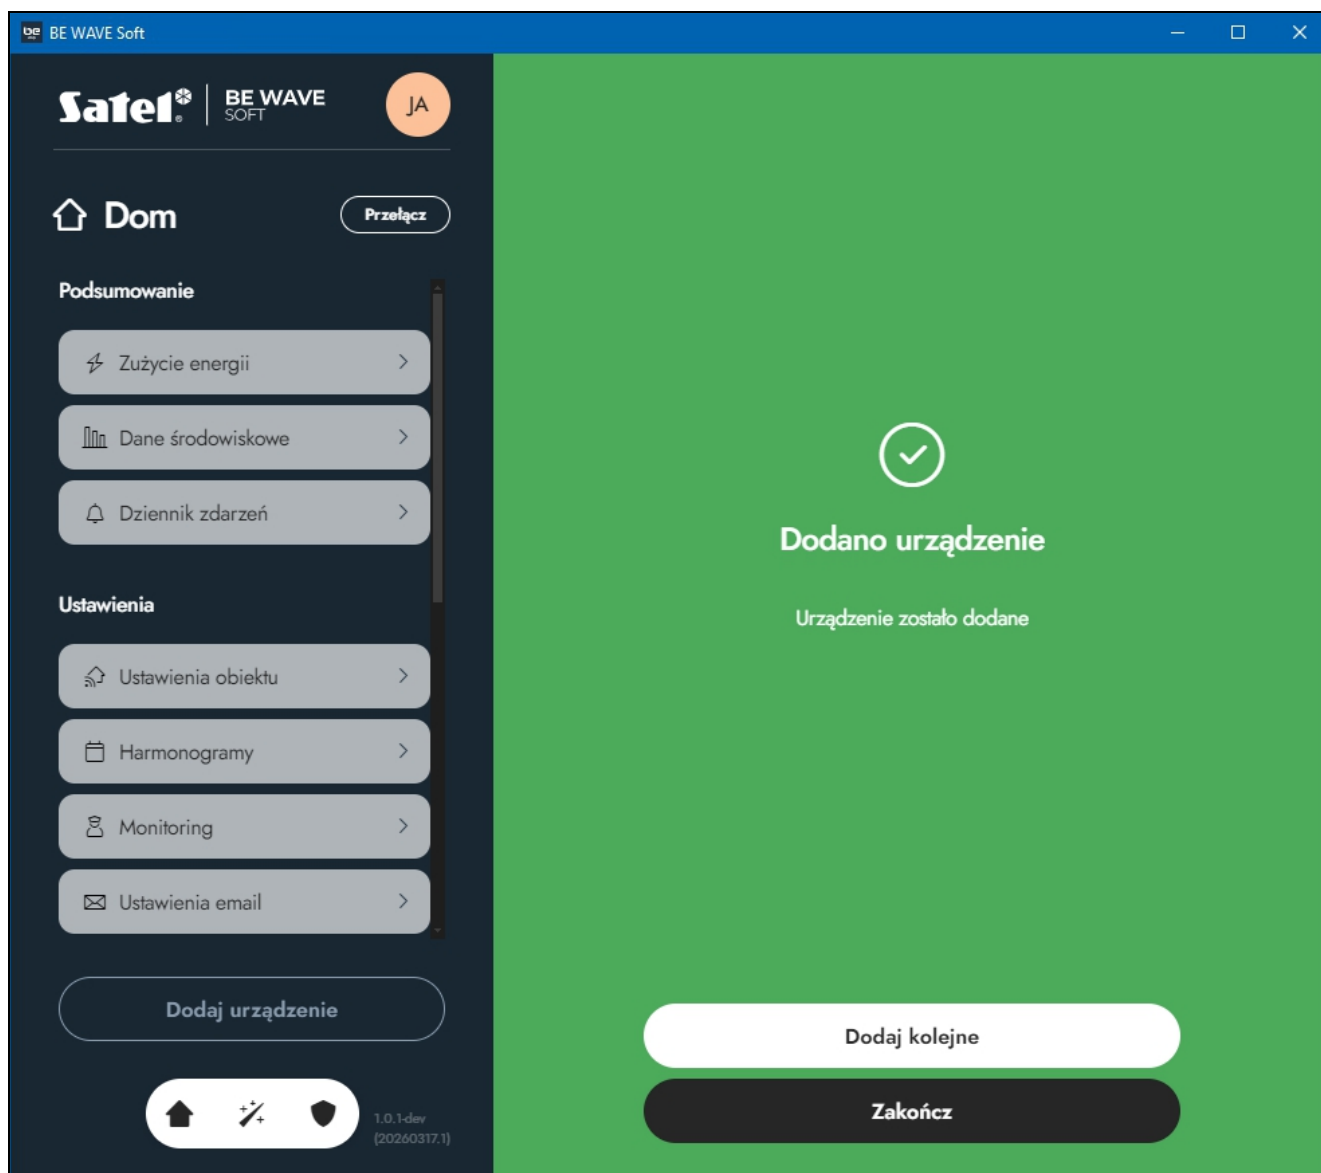 be BE WAVE Soft
Satel® BE WAVE
SOFT
JA
Dom
Przełącz
Podsumowanie
Zużycie energii
Dane środowiskowe
Dziennik zdarzeń
Ustawienia
Ustawienia obiektu
Harmonogramy
Monitoring
Ustawienia email
Dodaj urządzenie
1.0.1-dev
(20260317.1)
Dodano urządzenie
Urządzenie zostało dodane
Dodaj kolejne
Zakończ